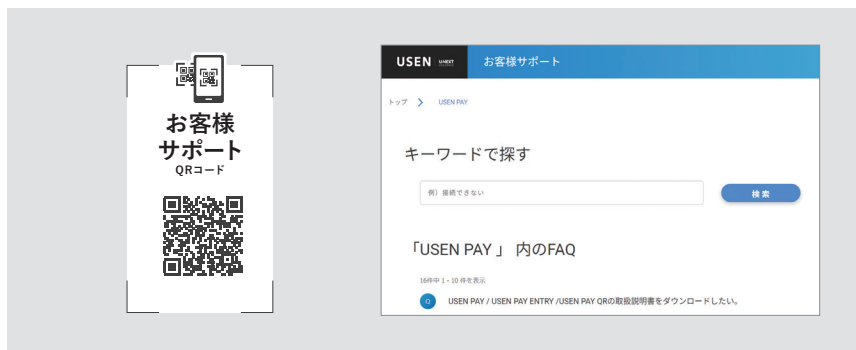 お客様
サポート
QRコード
USEN U-NEXT
お客様サポート
トップ > USEN PAY
キーワードで探す
例）接続できない
検索
「USEN PAY 」 内のFAQ
16件中 1 - 10 件を表示
Q USEN PAY / USEN PAY ENTRY /USEN PAY QRの取扱説明書をダウンロードしたい。